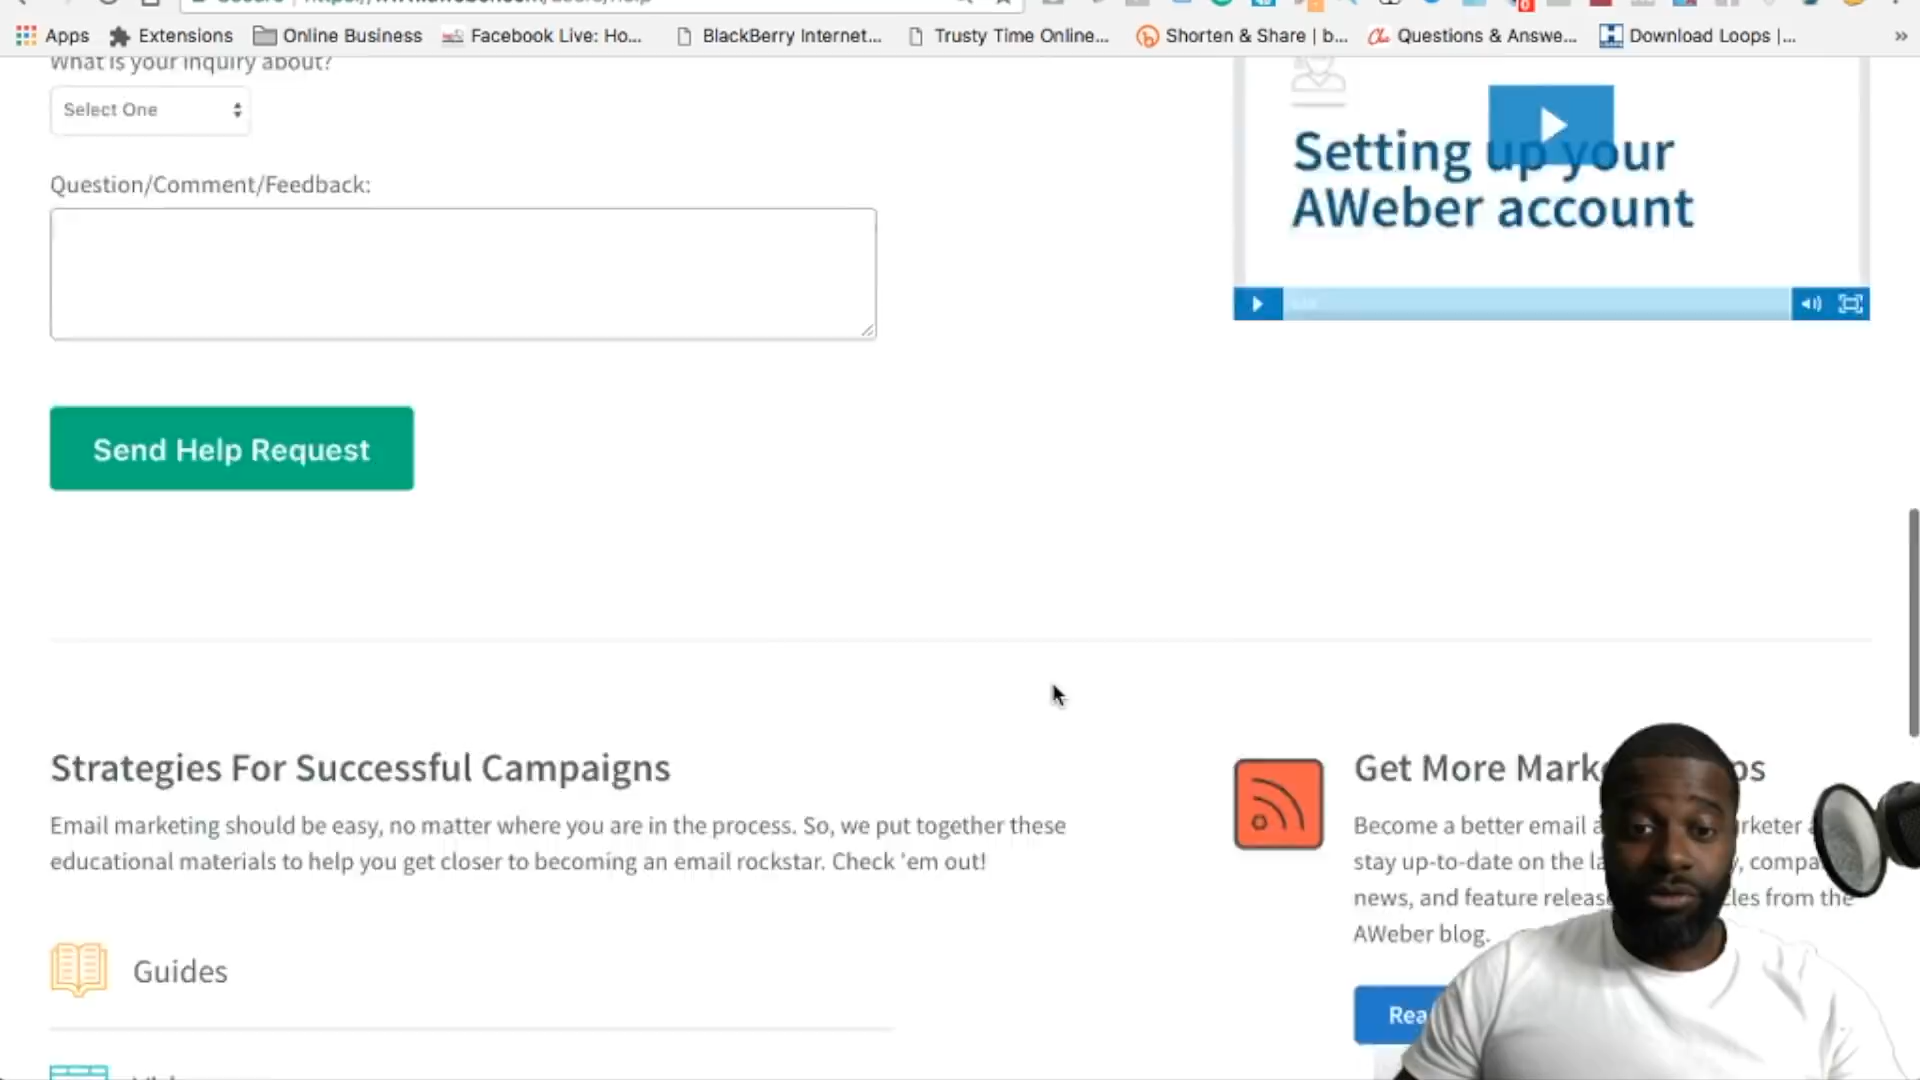 Apps Extensions Online Business Facebook Live: Ho... BlackBerry Internet... Trusty Time Online... Shorten & Share | b... Questions & Answe... Download Loops |... »
What is your inquiry about?
Select One
Question/Comment/Feedback:
Send Help Request
Setting up your
AWeber account
Strategies For Successful Campaigns
Email marketing should be easy, no matter where you are in the process. So, we put together these
educational materials to help you get closer to becoming an email rockstar. Check 'em out!
Guides
Get More
Become a better email
stay up-to-date on the
news, and feature from the
AWeber blog.